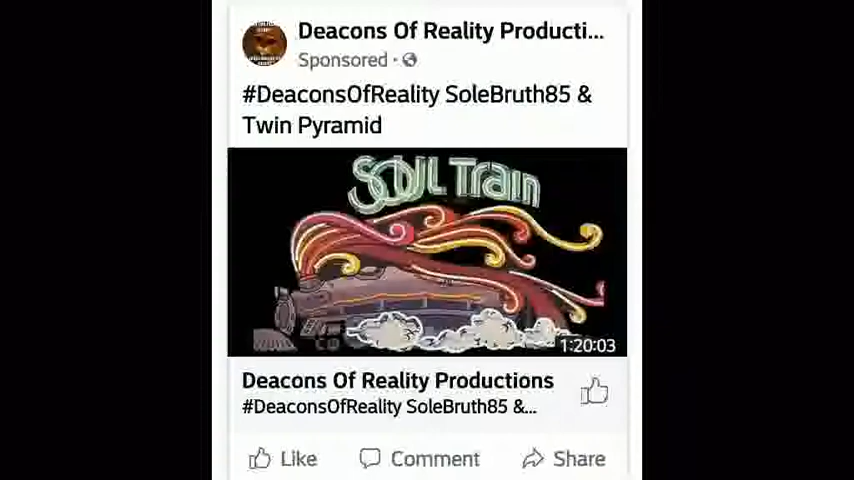 Deacons Of Reality Producti...
Sponsored ·
#DeaconsOfReality SoleBruth85 &
Twin Pyramid
SOUL Train
1:20:03
Deacons Of Reality Productions
#DeaconsOfReality SoleBruth85 &...
Like Comment Share